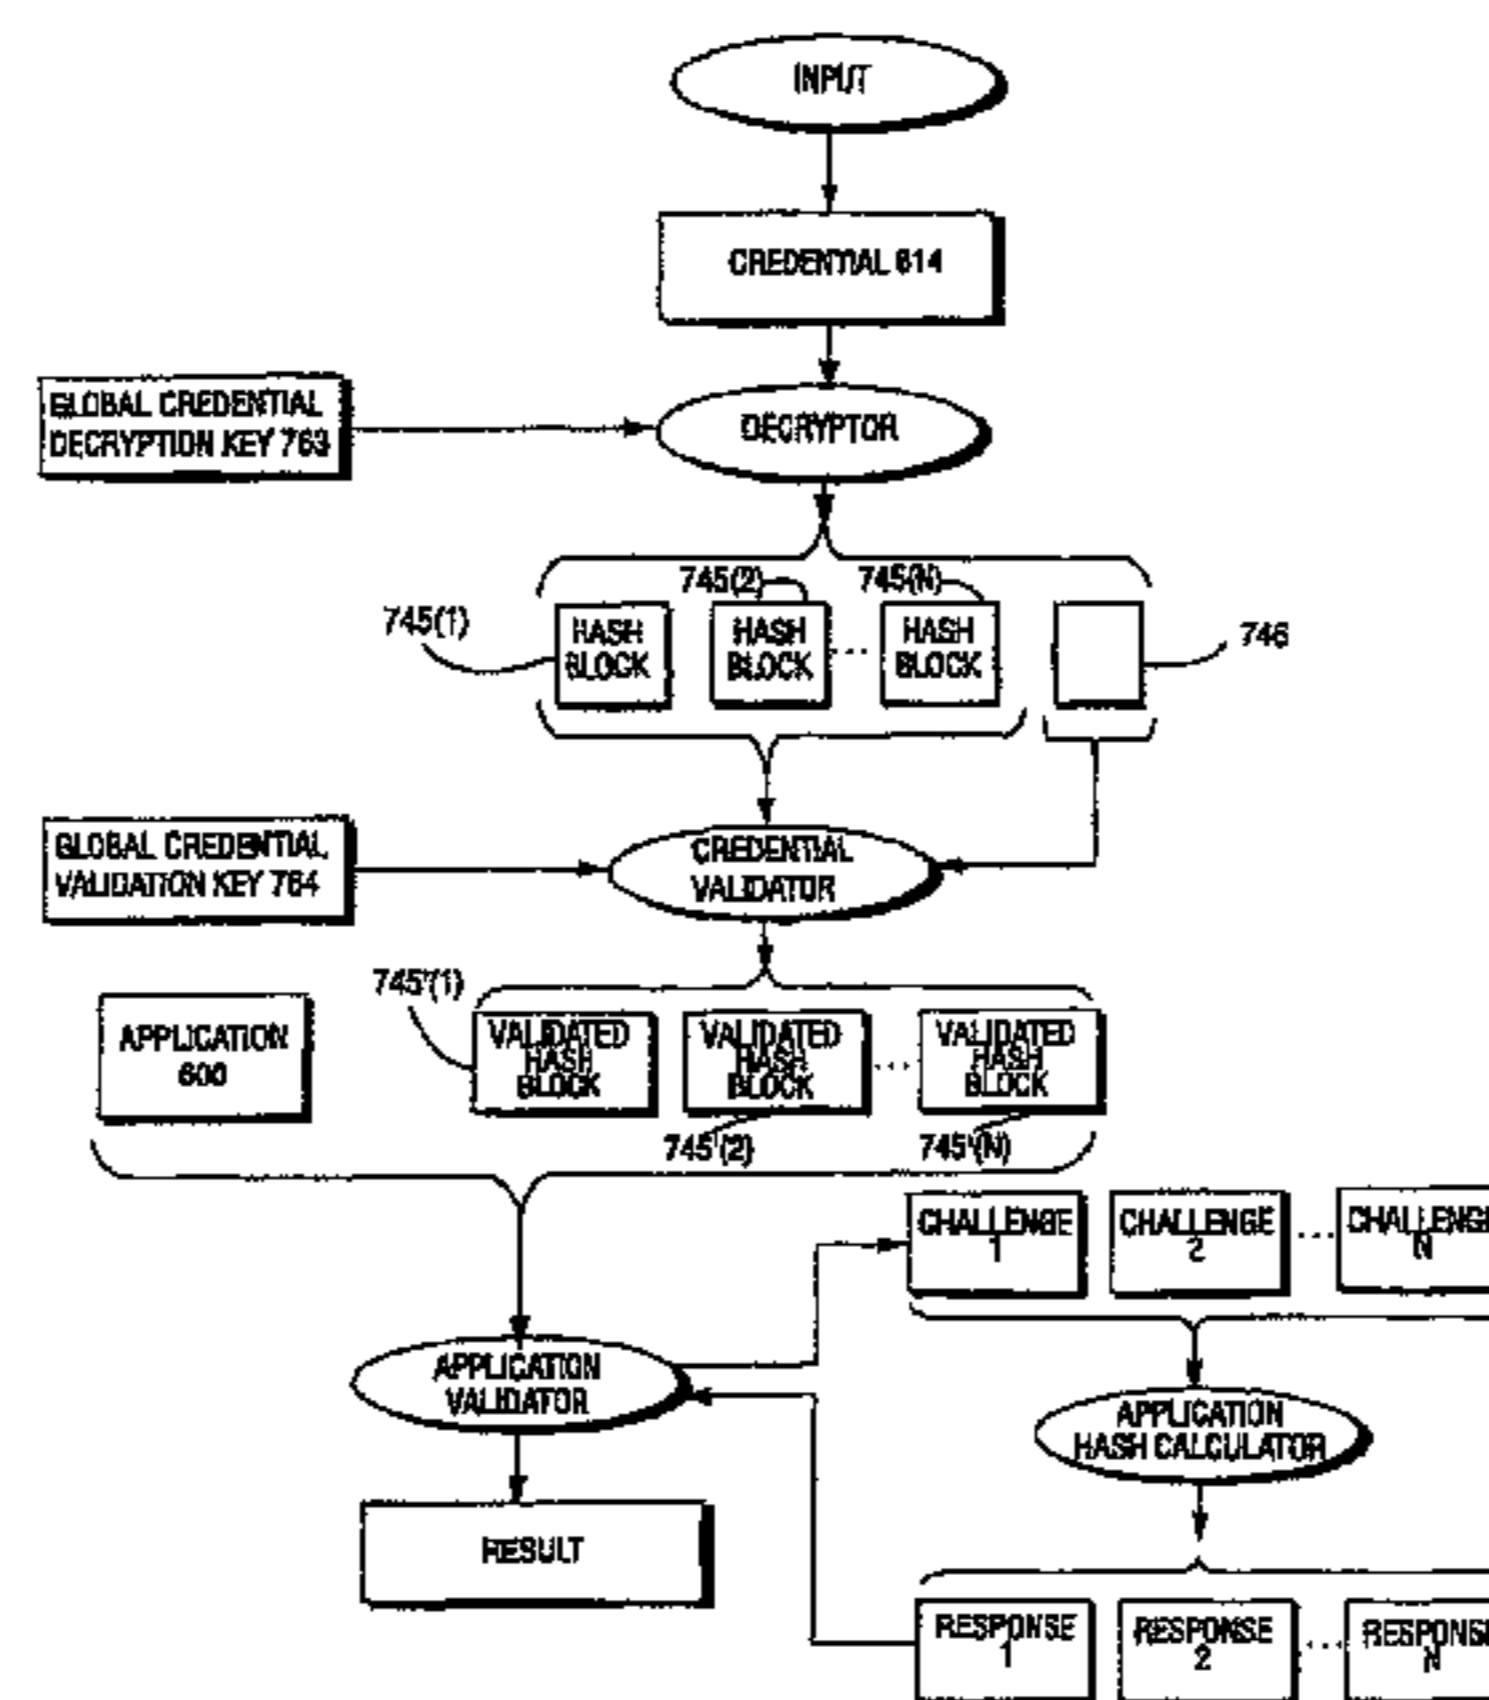 INPUT
CREDENTIAL 614
GLOBAL CREDENTIAL
DECRYPTION KEY 763
DECRYPTOR
745(1)
745(2)
745(N)
HASH
BLOCK
HASH
BLOCK
...
HASH
BLOCK
746
GLOBAL CREDENTIAL
VALIDATION KEY 764
CREDENTIAL
VALIDATOR
745'(1)
APPLICATION
600
VALIDATED
HASH
BLOCK
VALIDATED
HASH
BLOCK
...
VALIDATED
HASH
BLOCK
745'(2)
745'(N)
CHALLENGE
1
CHALLENGE
2
...
CHALLENGE
N
APPLICATION
VALIDATOR
APPLICATION
HASH CALCULATOR
RESULT
RESPONSE
1
RESPONSE
2
...
RESPONSE
N